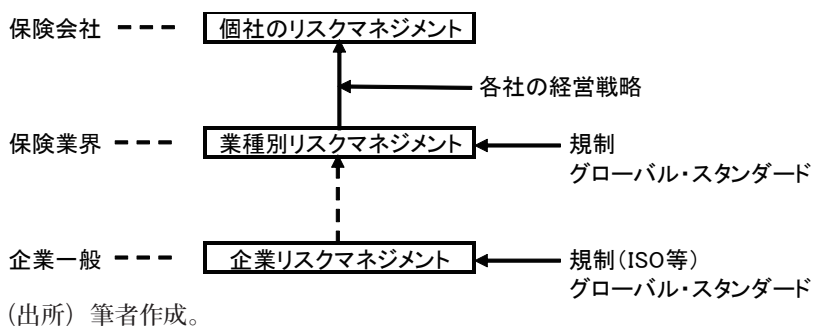 保険会社 個社のリスクマネジメント
各社の経営戦略
保険業界 業種別リスクマネジメント 規制
グローバル・スタンダード
企業一般 企業リスクマネジメント 規制(ISO等)
グローバル・スタンダード
(出所) 筆者作成。